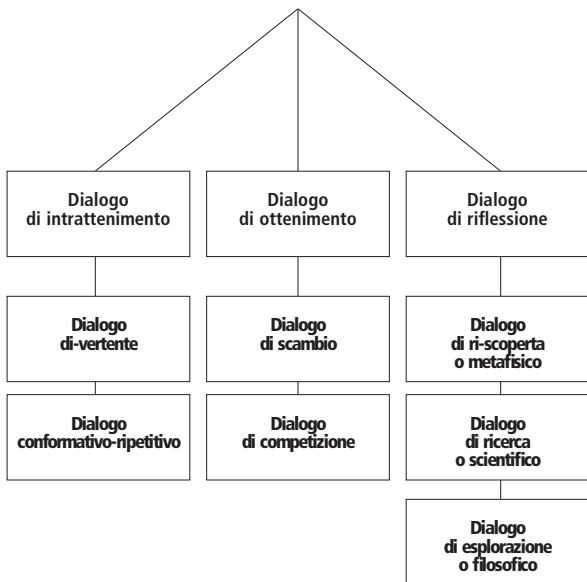 Dialogo
di intrattenimento
Dialogo
di ottenimento
Dialogo
di riflessione
Dialogo
di-vertente
Dialogo
di scambio
Dialogo
di ri-scoperta
o metafisico
Dialogo
conformativo-ripetitivo
Dialogo
di competizione
Dialogo
di ricerca
o scientifico
Dialogo
di esplorazione
o filosofico